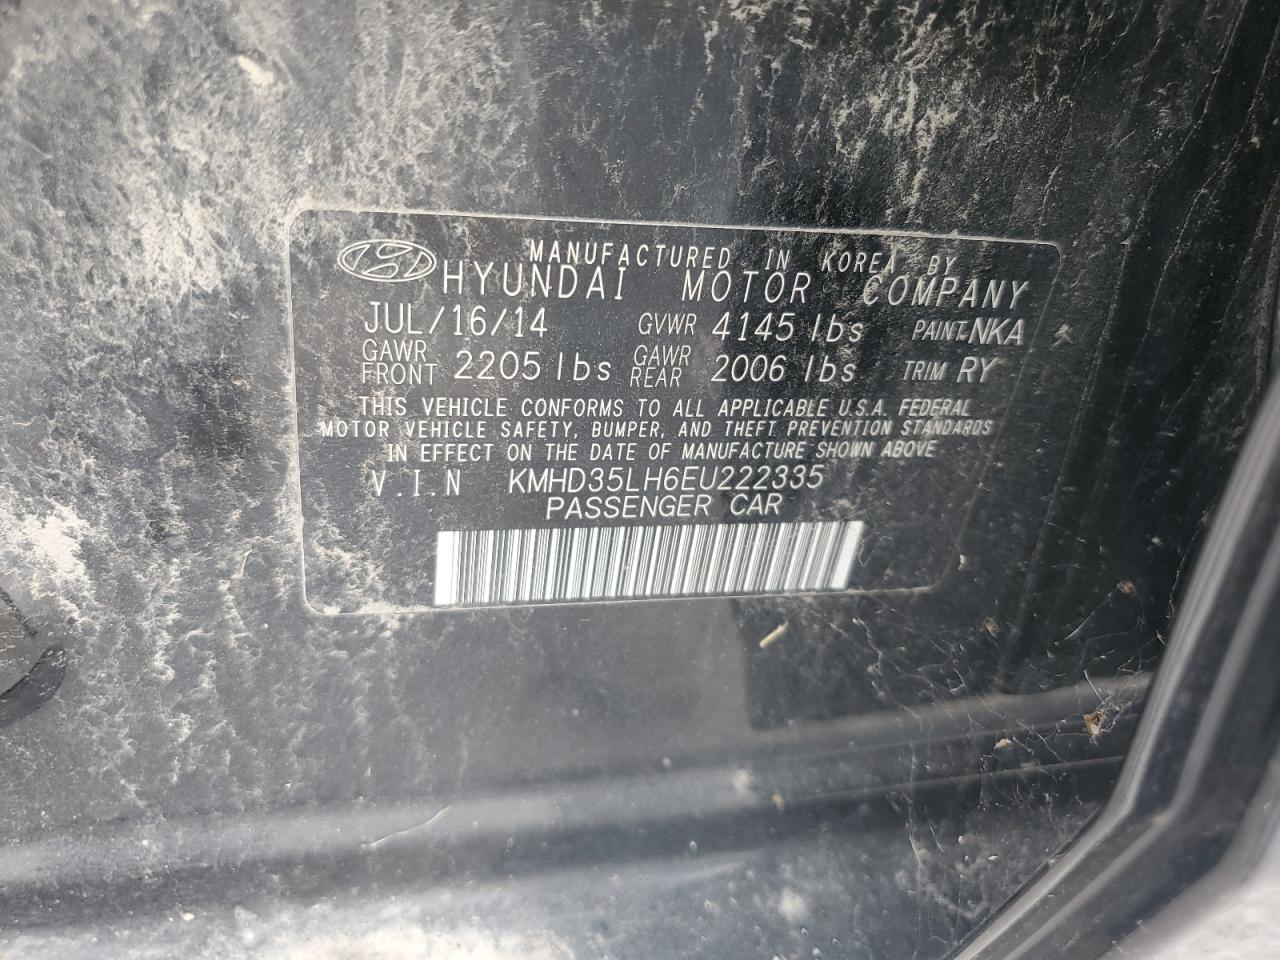 MANUFACTURED IN KOREA BY
HYUNDAI MOTOR COMPANY
JUL/16/14 GVWR 4145 lbs PAINT:NKA
GAWR FRONT 2205 lbs GAWR REAR 2006 lbs TRIM RY
THIS VEHICLE CONFORMS TO ALL APPLICABLE U.S.A. FEDERAL
MOTOR VEHICLE SAFETY, BUMPER, AND THEFT PREVENTION STANDARDS
IN EFFECT ON THE DATE OF MANUFACTURE SHOWN ABOVE
V.I.N KMHD35LH6EU222335
PASSENGER CAR